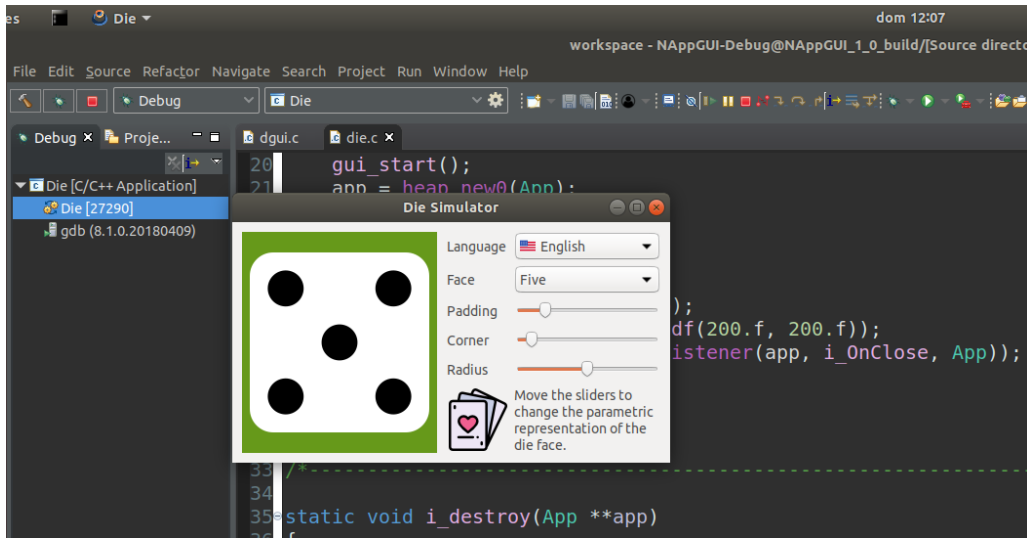 es Die dom 12:07
workspace - NAppGUI-Debug@NAppGUI_1_0_build/[Source directo
File Edit Source Refactor Navigate Search Project Run Window Help
Debug Die
Debug Proje... dgui.c die.c
20 gui_start();
21 app = heap_new0(App);
Die [C/C++ Application]
Die [27290]
gdb (8.1.0.20180409)
Die Simulator
Language English
Face Five
Padding
Corner
Radius
Move the sliders to
change the parametric
representation of the
die face.
);
df(200.f, 200.f));
istener(app, i_OnClose, App));
33 /*--------------------------------------------------------------
34
35 static void i_destroy(App **app)
36 {